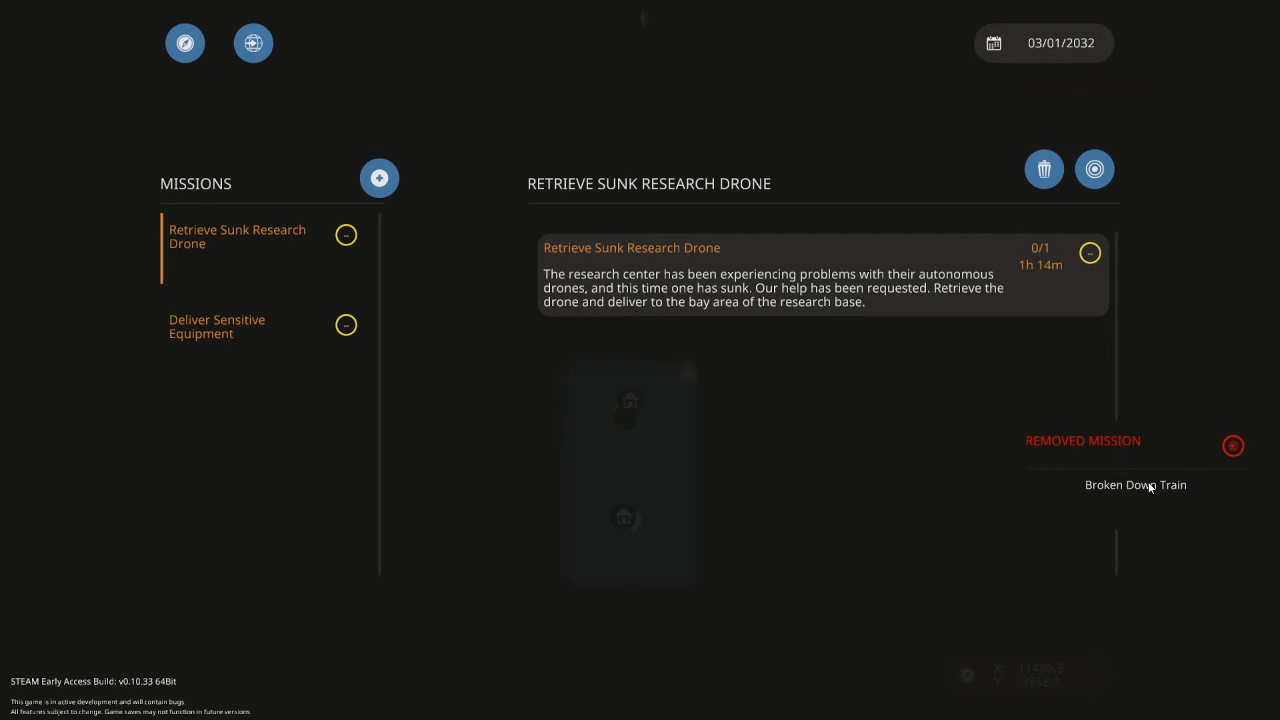 03/01/2032
MISSIONS
RETRIEVE SUNK RESEARCH DRONE
Retrieve Sunk Research
Drone
Deliver Sensitive
Equipment
Retrieve Sunk Research Drone
0/1
1h 14m
The research center has been experiencing problems with their autonomous
drones, and this time one has sunk. Our help has been requested. Retrieve the
drone and deliver to the bay area of the research base.
REMOVED MISSION
Broken Down Train
X: 11486.5
STEAM Early Access Build: v0.10.33 64Bit
This game is in active development and will contain bugs
All features subject to change. Game saves may not function in future versions.